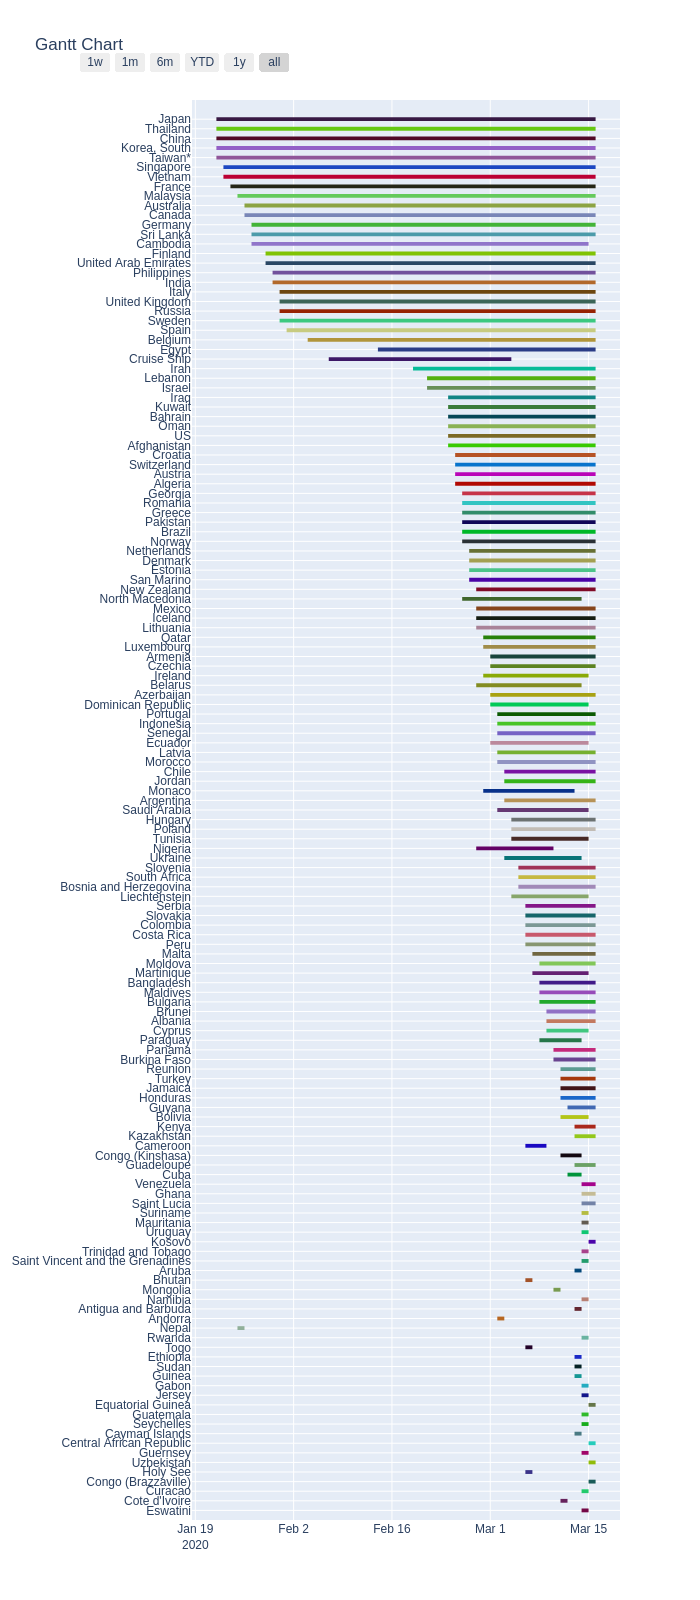 Gantt Chart
1w 1m 6m YTD 1y all
Japan
Thailand
China
Korea, South
Taiwan*
Singapore
Vietnam
France
Malaysia
Australia
Canada
Germany
Sri Lanka
Cambodia
Finland
United Arab Emirates
Philippines
India
Italy
United Kingdom
Russia
Sweden
Spain
Belgium
Egypt
Cruise Ship
Iran
Lebanon
Israel
Iraq
Kuwait
Bahrain
Oman
US
Afghanistan
Croatia
Switzerland
Austria
Algeria
Georgia
Romania
Greece
Pakistan
Brazil
Norway
Netherlands
Denmark
Estonia
San Marino
New Zealand
North Macedonia
Mexico
Iceland
Lithuania
Qatar
Luxembourg
Armenia
Czechia
Ireland
Belarus
Azerbaijan
Dominican Republic
Portugal
Indonesia
Senegal
Ecuador
Latvia
Morocco
Chile
Jordan
Monaco
Argentina
Saudi Arabia
Hungary
Poland
Tunisia
Nigeria
Ukraine
Slovenia
South Africa
Bosnia and Herzegovina
Liechtenstein
Serbia
Slovakia
Colombia
Costa Rica
Peru
Malta
Moldova
Martinique
Bangladesh
Maldives
Bulgaria
Brunei
Albania
Cyprus
Paraguay
Panama
Burkina Faso
Reunion
Turkey
Jamaica
Honduras
Guyana
Bolivia
Kenya
Kazakhstan
Cameroon
Congo (Kinshasa)
Guadeloupe
Cuba
Venezuela
Ghana
Saint Lucia
Suriname
Mauritania
Uruguay
Kosovo
Trinidad and Tobago
Saint Vincent and the Grenadines
Aruba
Bhutan
Mongolia
Namibia
Antigua and Barbuda
Andorra
Nepal
Rwanda
Togo
Ethiopia
Sudan
Guinea
Gabon
Jersey
Equatorial Guinea
Guatemala
Seychelles
Cayman Islands
Central African Republic
Guernsey
Uzbekistan
Holy See
Congo (Brazzaville)
Curacao
Cote d'Ivoire
Eswatini
Jan 19 Feb 2 Feb 16 Mar 1 Mar 15
2020